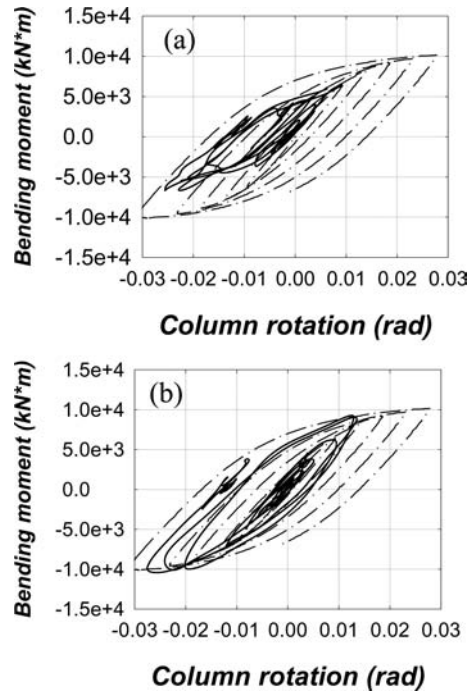 (a)
Bending moment (kN*m)
1.5e+4
1.0e+4
5.0e+3
0.0
-5.0e+3
-1.0e+4
-1.5e+4
-0.03 -0.02 -0.01 0.00 0.01 0.02 0.03
Column rotation (rad)
(b)
Bending moment (kN*m)
1.5e+4
1.0e+4
5.0e+3
0.0
-5.0e+3
-1.0e+4
-1.5e+4
-0.03 -0.02 -0.01 0.00 0.01 0.02 0.03
Column rotation (rad)